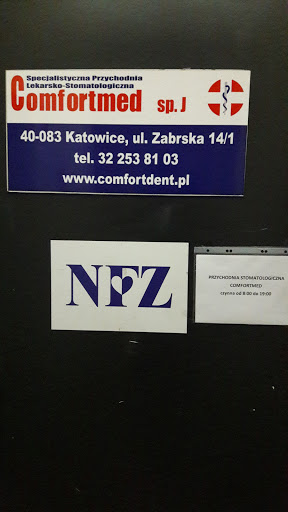 Specjalistyczna Przychodnia
Lekarsko-Stomatologiczna
Comfortmed sp. J
40-083 Katowice, ul. Zabrska 14/1
tel. 32 253 81 03
www.comfortdent.pl
NFZ
PRZYCHODNIA STOMATOLOGICZNA
COMFORTMED
czynna od 8:00 do 19:00